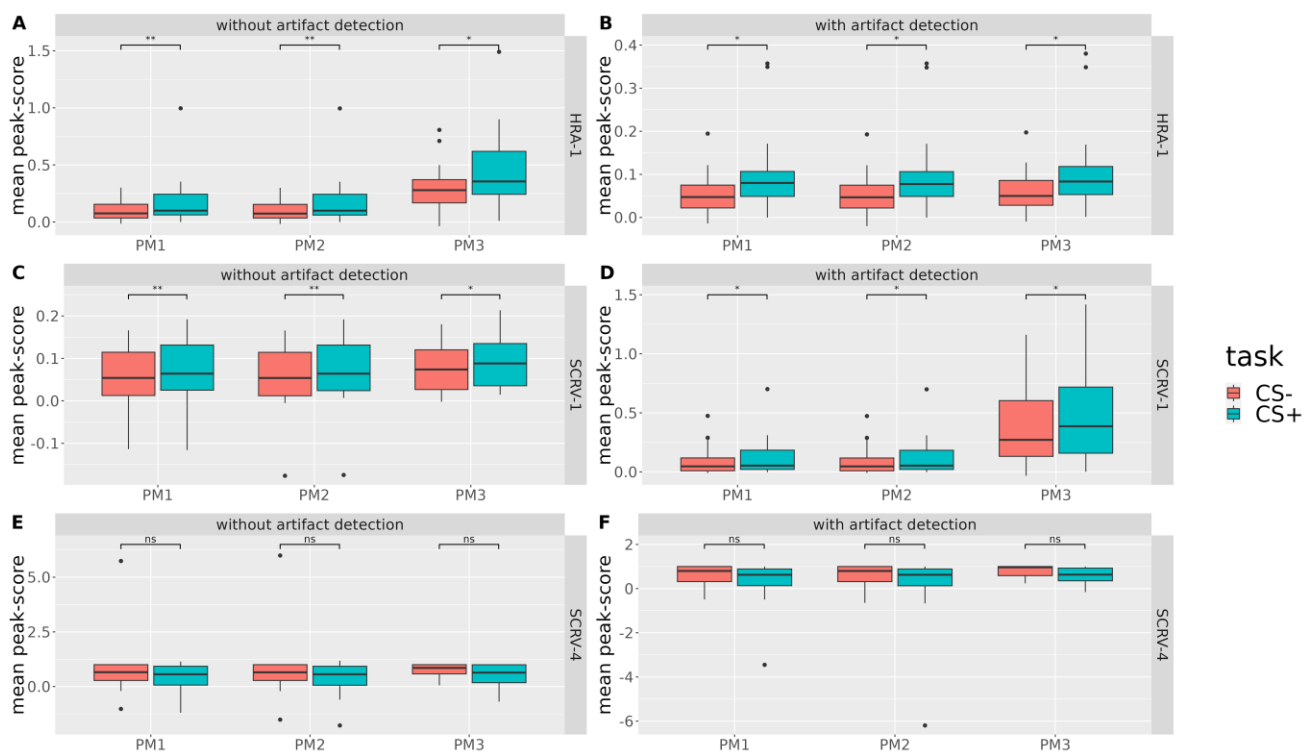 A without artifact detection
mean peak-score
1.5
1.0
0.5
0.0
** ** *
HRA-1
PM1 PM2 PM3
B with artifact detection
mean peak-score
0.4
0.3
0.2
0.1
0.0
* * *
HRA-1
PM1 PM2 PM3
C without artifact detection
mean peak-score
0.2
0.1
0.0
-0.1
** ** *
SCRV-1
PM1 PM2 PM3
D with artifact detection
mean peak-score
1.5
1.0
0.5
0.0
* * *
SCRV-1
PM1 PM2 PM3
E without artifact detection
mean peak-score
5.0
2.5
0.0
ns ns ns
SCRV-4
PM1 PM2 PM3
F with artifact detection
mean peak-score
2
0
-2
-4
-6
ns ns ns
SCRV-4
PM1 PM2 PM3
task
CS-
CS+